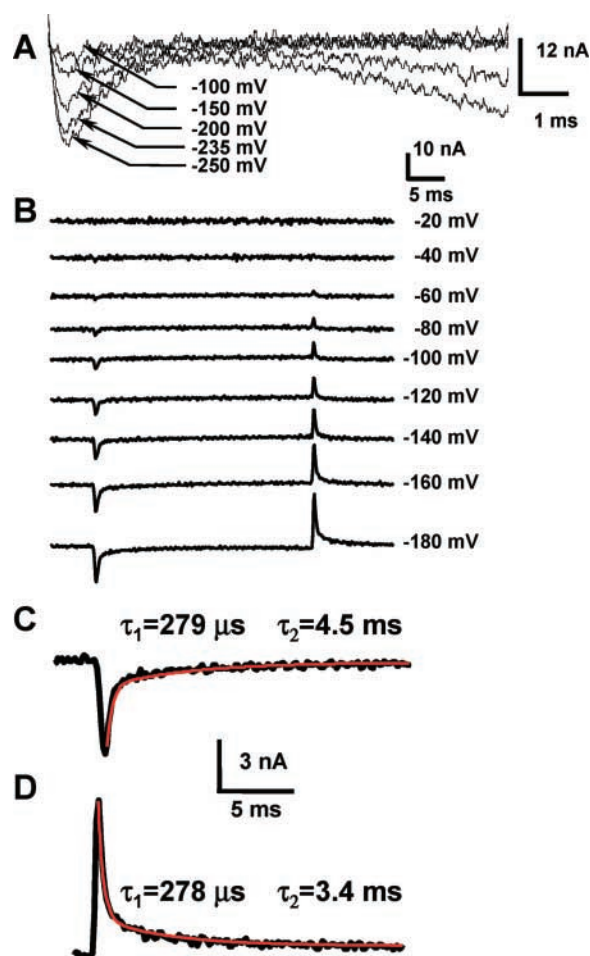 A
12 nA
1 ms
-100 mV
-150 mV
-200 mV
-235 mV
-250 mV
10 nA
5 ms
B
-20 mV
-40 mV
-60 mV
-80 mV
-100 mV
-120 mV
-140 mV
-160 mV
-180 mV
C
τ₁=279 μs τ₂=4.5 ms
3 nA
5 ms
D
τ₁=278 μs τ₂=3.4 ms